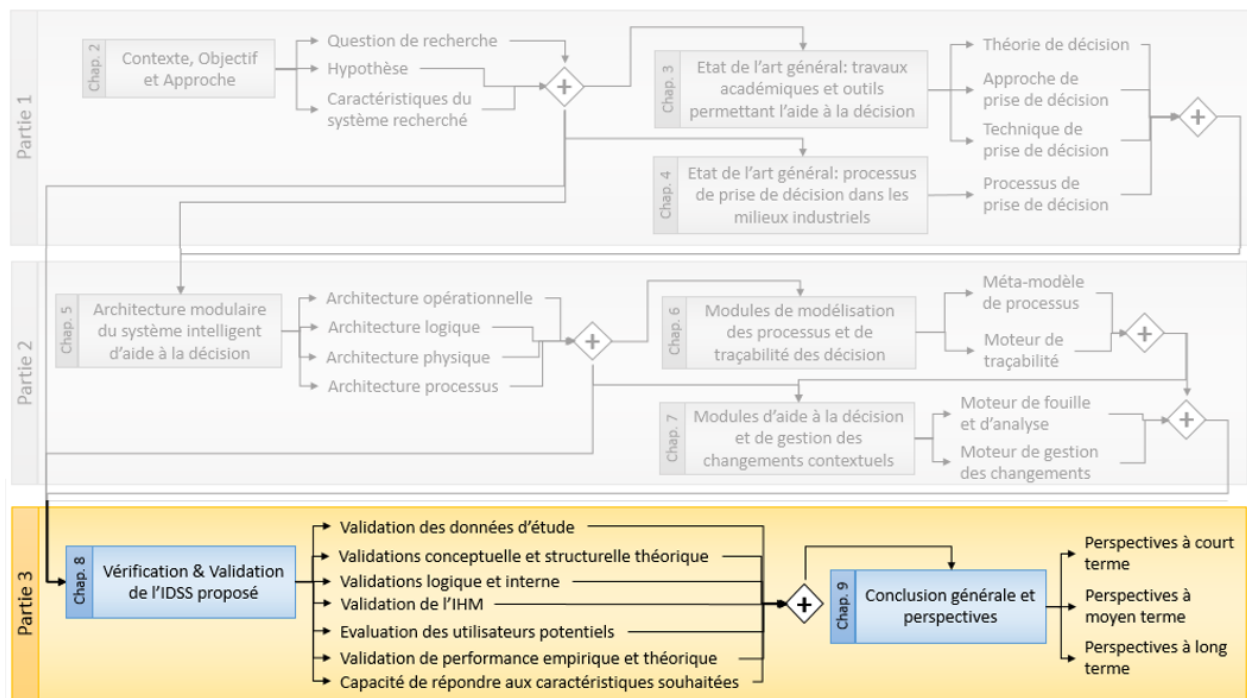 Partie 1
Chap. 2
Contexte, Objectif
et Approche
Question de recherche
Hypothèse
Caractéristiques du
système recherché
Chap. 3
Etat de l'art général: travaux
académiques et outils
permettant l'aide à la décision
Théorie de décision
Approche de
prise de décision
Technique de
prise de décision
Chap. 4
Etat de l'art général: processus
de prise de décision dans les
milieux industriels
Processus de
prise de décision
Partie 2
Chap. 5
Architecture modulaire
du système intelligent
d'aide à la décision
Architecture opérationnelle
Architecture logique
Architecture physique
Architecture processus
Chap. 6
Modules de modélisation
des processus et de
traçabilité des décision
Méta-modèle
de processus
Moteur de
traçabilité
Chap. 7
Modules d'aide à la décision
et de gestion des
changements contextuels
Moteur de fouille
et d'analyse
Moteur de gestion
des changements
Partie 3
Chap. 8
Vérification & Validation
de l'IDSS proposé
Validation des données d'étude
Validations conceptuelle et structurelle théorique
Validations logique et interne
Validation de l'IHM
Evaluation des utilisateurs potentiels
Validation de performance empirique et théorique
Capacité de répondre aux caractéristiques souhaitées
Chap. 9
Conclusion générale et
perspectives
Perspectives à court
terme
Perspectives à
moyen terme
Perspectives à long
terme